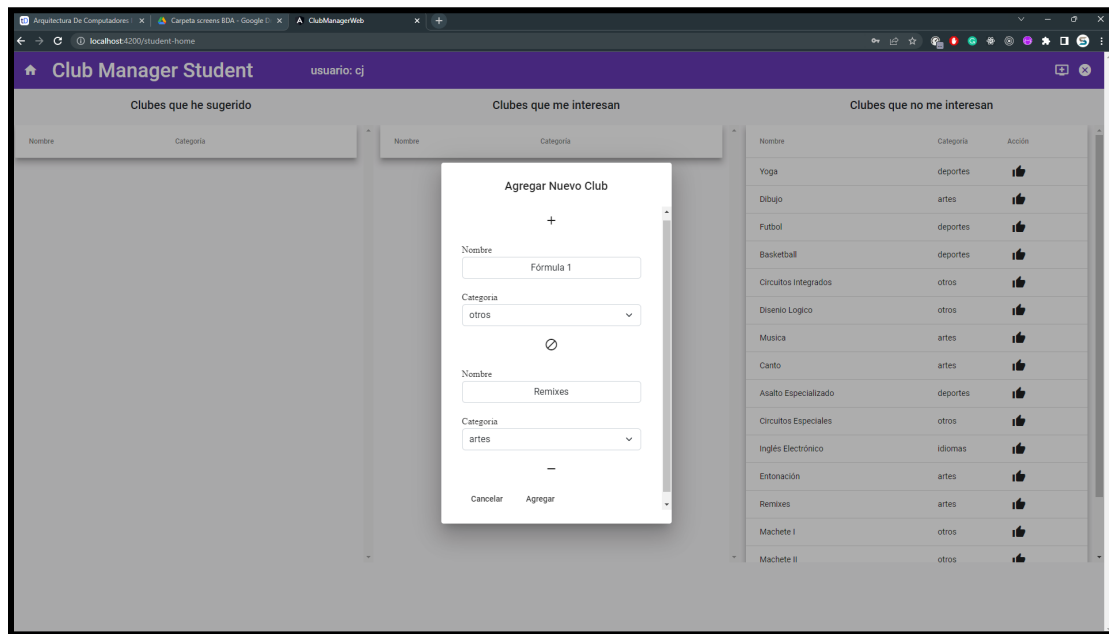 Arquitectura De Computadores
Carpeta screens BDA - Google D
ClubManagerWeb
localhost:4200/student-home
Club Manager Student
usuario: cj
Clubes que he sugerido
Clubes que me interesan
Clubes que no me interesan
Nombre Categoría
Nombre Categoría
Nombre Categoría Acción
Yoga deportes
Dibujo artes
Futbol deportes
Basketball deportes
Circuitos Integrados otros
Disenio Logico otros
Musica artes
Canto artes
Asalto Especializado deportes
Circuitos Especiales otros
Inglés Electrónico idiomas
Entonación artes
Remixes artes
Machete I otros
Machete II otros
Agregar Nuevo Club
Nombre
Fórmula 1
Categoria
otros
Nombre
Remixes
Categoria
artes
Cancelar Agregar